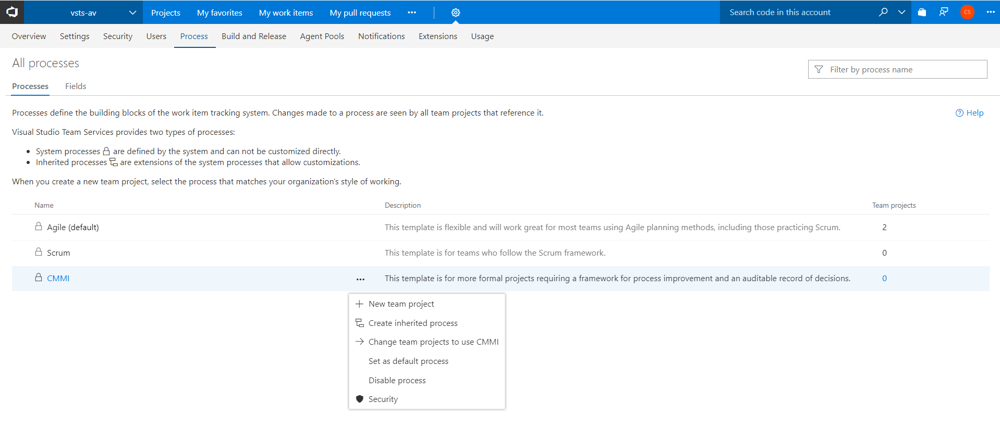 vsts-av Projects My favorites My work items My pull requests ... Search code in this account CS ...
Overview Settings Security Users Process Build and Release Agent Pools Notifications Extensions Usage
All processes
Filter by process name
Processes Fields
Processes define the building blocks of the work item tracking system. Changes made to a process are seen by all team projects that reference it.
Help
Visual Studio Team Services provides two types of processes:
• System processes are defined by the system and can not be customized directly.
• Inherited processes are extensions of the system processes that allow customizations.
When you create a new team project, select the process that matches your organization's style of working.
Name Description Team projects
Agile (default) This template is flexible and will work great for most teams using Agile planning methods, including those practicing Scrum. 2
Scrum This template is for teams who follow the Scrum framework. 0
CMMI ... This template is for more formal projects requiring a framework for process improvement and an auditable record of decisions. 0
New team project
Create inherited process
Change team projects to use CMMI
Set as default process
Disable process
Security